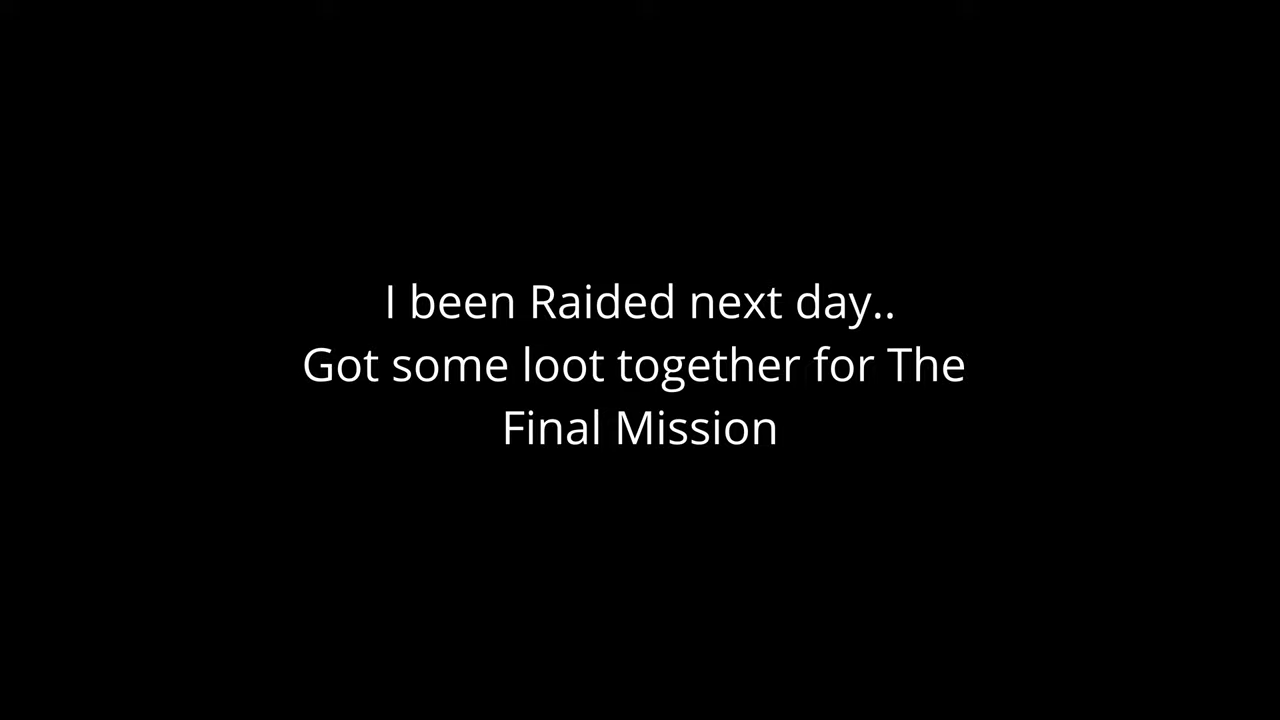 I been Raided next day..
Got some loot together for The
Final Mission